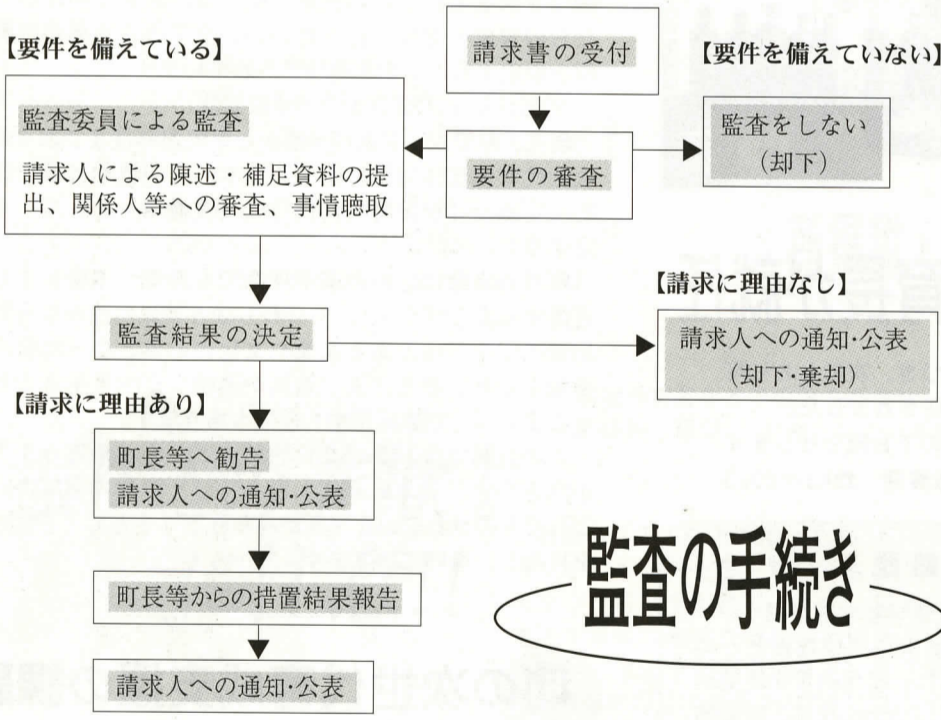 請求書の受付
【要件を備えている】
【要件を備えていない】
監査委員による監査
請求人による陳述・補足資料の提
出、関係人等への審査、事情聴取
要件の審査
監査をしない
(却下)
監査結果の決定
【請求に理由なし】
請求人への通知・公表
(却下・棄却)
【請求に理由あり】
町長等へ勧告
請求人への通知・公表
町長等からの措置結果報告
請求人への通知・公表
監査の手続き